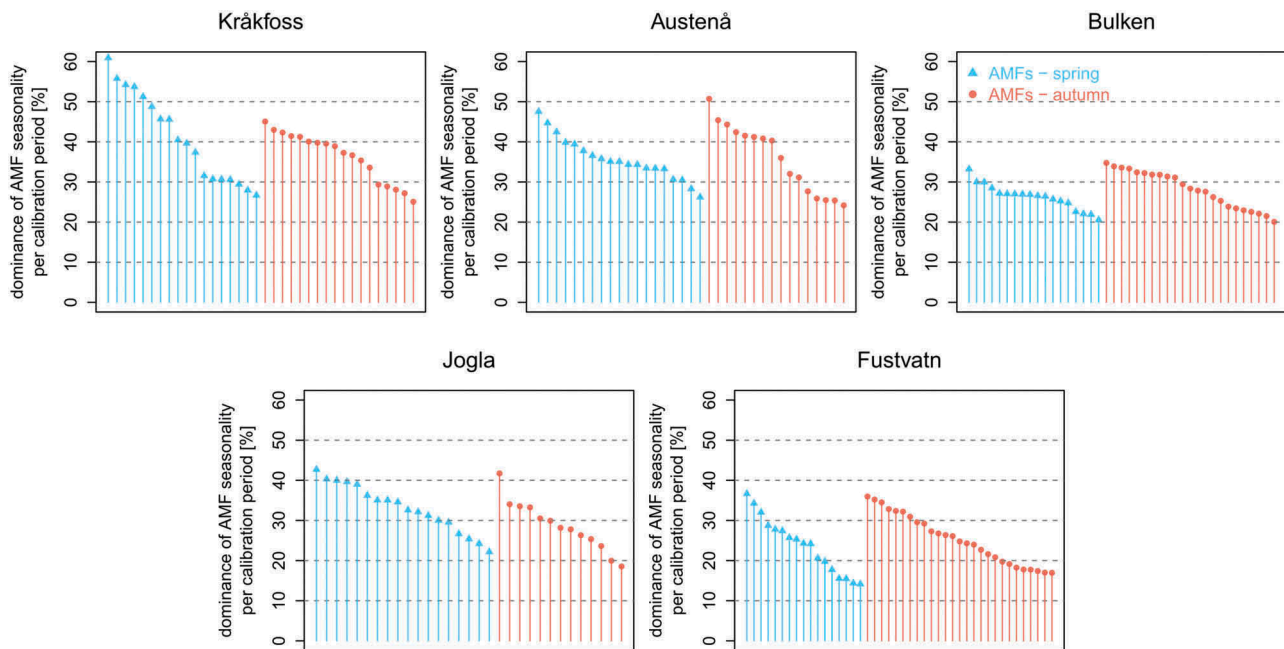 Kråkfoss
Austenå
Bulken
dominance of AMF seasonality
per calibration period [%]
0
10
20
30
40
50
60
dominance of AMF seasonality
per calibration period [%]
0
10
20
30
40
50
60
dominance of AMF seasonality
per calibration period [%]
0
10
20
30
40
50
60
AMFs – spring
AMFs – autumn
Jogla
Fustvatn
dominance of AMF seasonality
per calibration period [%]
0
10
20
30
40
50
60
dominance of AMF seasonality
per calibration period [%]
0
10
20
30
40
50
60